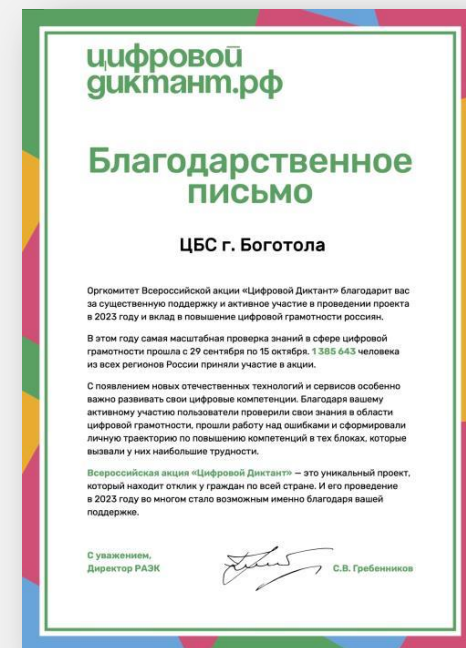 цифровой
диктант.рф
Благодарственное
письмо
ЦБС г. Боготола
Оргкомитет Всероссийской акции «Цифровой Диктант» благодарит вас
за существенную поддержку и активное участие в проведении проекта
в 2023 году и вклад в повышение цифровой грамотности россиян.
В этом году самая масштабная проверка знаний в сфере цифровой
грамотности прошла с 29 сентября по 15 октября. 1 385 643 человека
из всех регионов России приняли участие в акции.
С появлением новых отечественных технологий и сервисов особенно
важно развивать свои цифровые компетенции. Благодаря вашему
активному участию пользователи проверили свои знания в области
цифровой грамотности, прошли работу над ошибками и сформировали
личную траекторию по повышению компетенций в тех блоках, которые
вызвали у них наибольшие трудности.
Всероссийская акция «Цифровой Диктант» – это уникальный проект,
который находит отклик у граждан по всей стране. И его проведение
в 2023 году во многом стало возможным именно благодаря вашей
поддержке.
С уважением,
Директор РАЭК
С.В. Гребенников